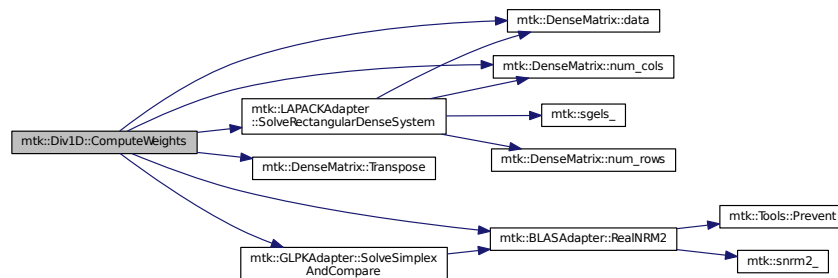 mtk::DenseMatrix::data
mtk::DenseMatrix::num_cols
mtk::LAPACKAdapter
::SolveRectangularDenseSystem
mtk::sgels_
mtk::Div1D::ComputeWeights
mtk::DenseMatrix::Transpose
mtk::DenseMatrix::num_rows
mtk::Tools::Prevent
mtk::BLASAdapter::RealNRM2
mtk::GLPKAdapter::SolveSimplex
AndCompare
mtk::snrm2_